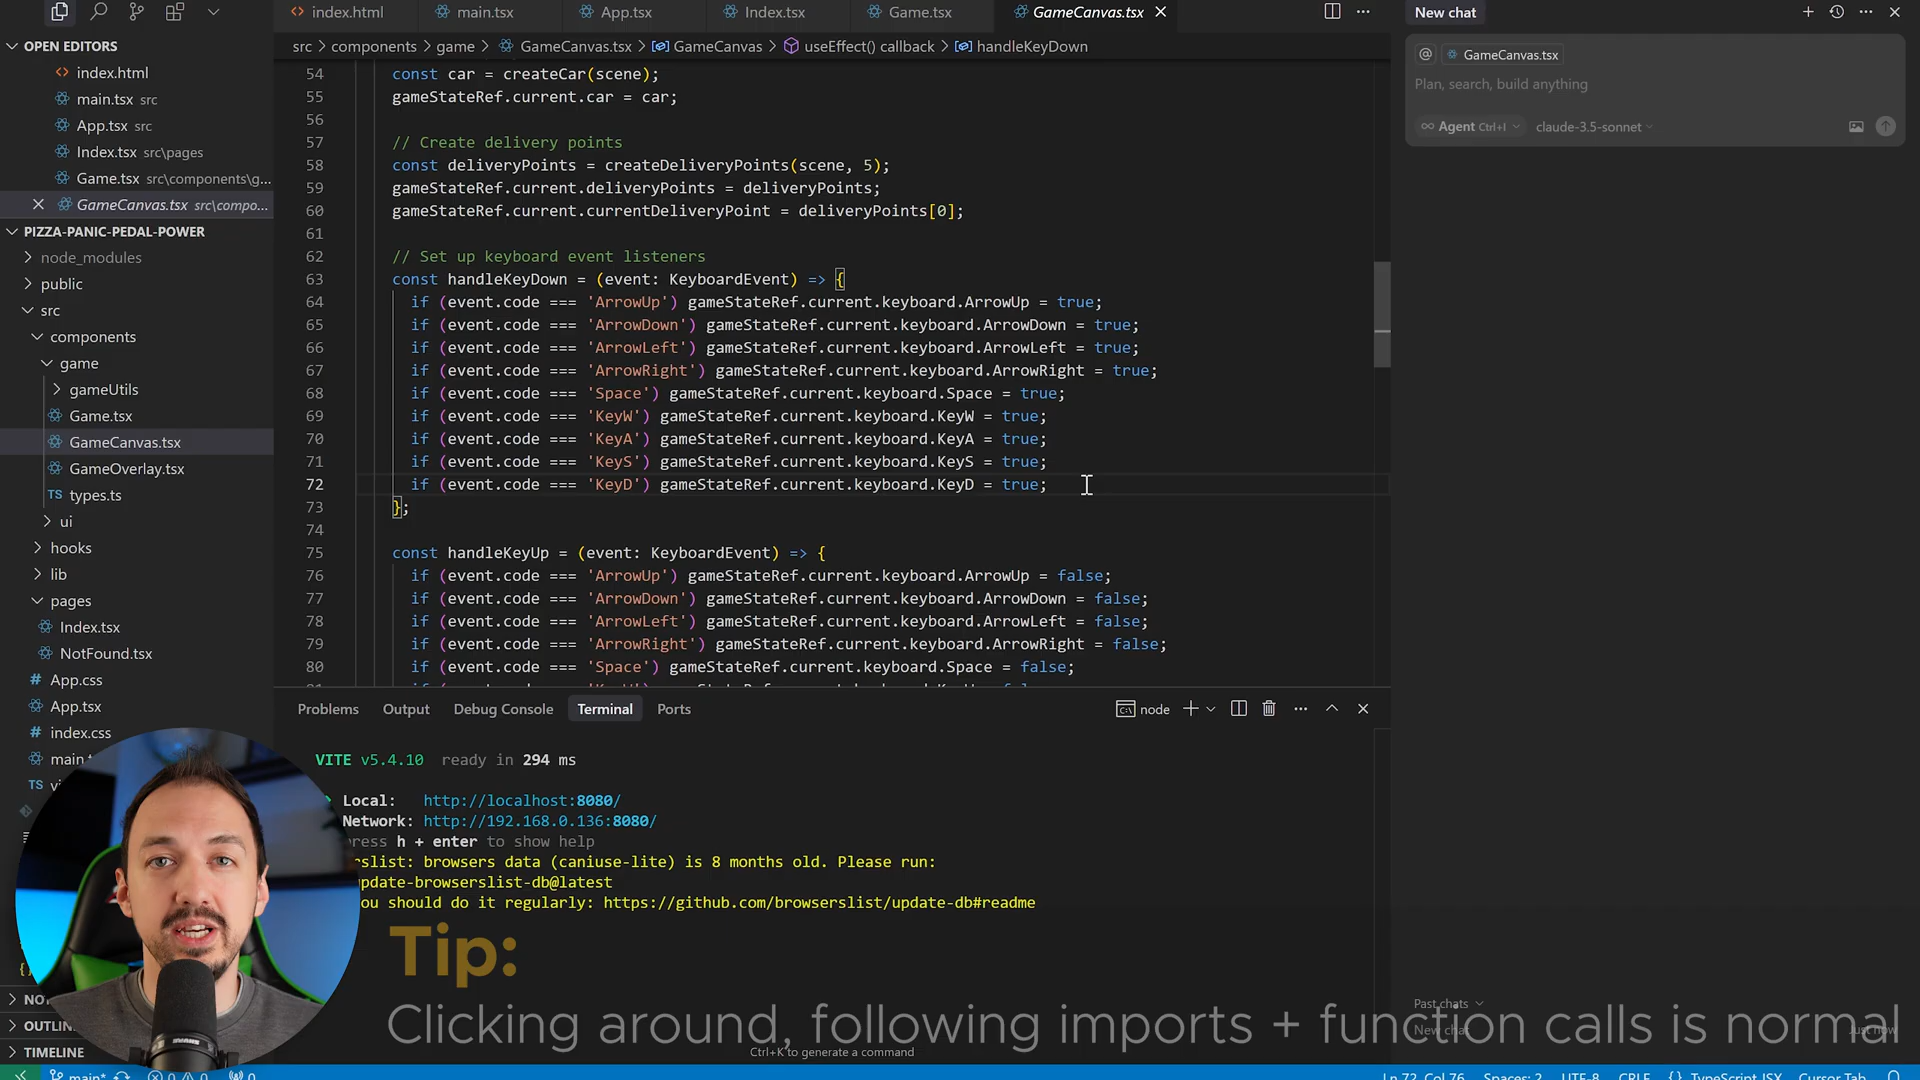 index.html
main.tsx
App.tsx
Index.tsx
Game.tsx
GameCanvas.tsx
src > components > game > GameCanvas.tsx > GameCanvas > useEffect() callback > handleKeyDown
OPEN EDITORS
index.html
main.tsx src
App.tsx src
Index.tsx src\pages
Game.tsx src\components\g...
GameCanvas.tsx src\compo...
PIZZA-PANIC-PEDAL-POWER
node_modules
public
src
components
game
gameUtils
Game.tsx
GameCanvas.tsx
GameOverlay.tsx
TS types.ts
ui
hooks
lib
pages
Index.tsx
NotFound.tsx
# App.css
App.tsx
# index.css
main.
TS
OUTLIN
TIMELINE
54 const car = createCar(scene);
55 gameStateRef.current.car = car;
56
57 // Create delivery points
58 const deliveryPoints = createDeliveryPoints(scene, 5);
59 gameStateRef.current.deliveryPoints = deliveryPoints;
60 gameStateRef.current.currentDeliveryPoint = deliveryPoints[0];
61
62 // Set up keyboard event listeners
63 const handleKeyDown = (event: KeyboardEvent) => {
64 if (event.code === 'ArrowUp') gameStateRef.current.keyboard.ArrowUp = true;
65 if (event.code === 'ArrowDown') gameStateRef.current.keyboard.ArrowDown = true;
66 if (event.code === 'ArrowLeft') gameStateRef.current.keyboard.ArrowLeft = true;
67 if (event.code === 'ArrowRight') gameStateRef.current.keyboard.ArrowRight = true;
68 if (event.code === 'Space') gameStateRef.current.keyboard.Space = true;
69 if (event.code === 'KeyW') gameStateRef.current.keyboard.KeyW = true;
70 if (event.code === 'KeyA') gameStateRef.current.keyboard.KeyA = true;
71 if (event.code === 'KeyS') gameStateRef.current.keyboard.KeyS = true;
72 if (event.code === 'KeyD') gameStateRef.current.keyboard.KeyD = true;
73 };
74
75 const handleKeyUp = (event: KeyboardEvent) => {
76 if (event.code === 'ArrowUp') gameStateRef.current.keyboard.ArrowUp = false;
77 if (event.code === 'ArrowDown') gameStateRef.current.keyboard.ArrowDown = false;
78 if (event.code === 'ArrowLeft') gameStateRef.current.keyboard.ArrowLeft = false;
79 if (event.code === 'ArrowRight') gameStateRef.current.keyboard.ArrowRight = false;
80 if (event.code === 'Space') gameStateRef.current.keyboard.Space = false;
Problems Output Debug Console Terminal Ports
node
VITE v5.4.10 ready in 294 ms
Local: http://localhost:8080/
Network: http://192.168.0.136:8080/
press h + enter to show help
rslist: browsers data (caniuse-lite) is 8 months old. Please run:
update-browserslist-db@latest
ou should do it regularly: https://github.com/browserslist/update-db#readme
Tip:
Clicking around, following imports + function calls is normal
Ctrl+K to generate a command
New chat
@ GameCanvas.tsx
Plan, search, build anything
∞ Agent Ctrl+I
claude-3.5-sonnet
Past chats
New chat
Just now
main*
0 0
0
Ln 72, Col 76
Spaces: 2
UTF-8
CRLF
{} TypeScript JSX
Cursor Tab